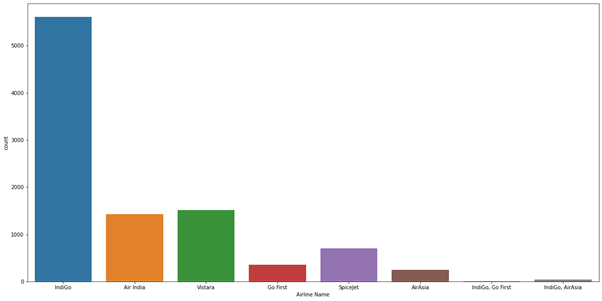 5000
4000
3000
2000
1000
0
count
IndiGo Air India Vistara Go First SpiceJet AirAsia IndiGo, Go First IndiGo, AirAsia
Airline Name